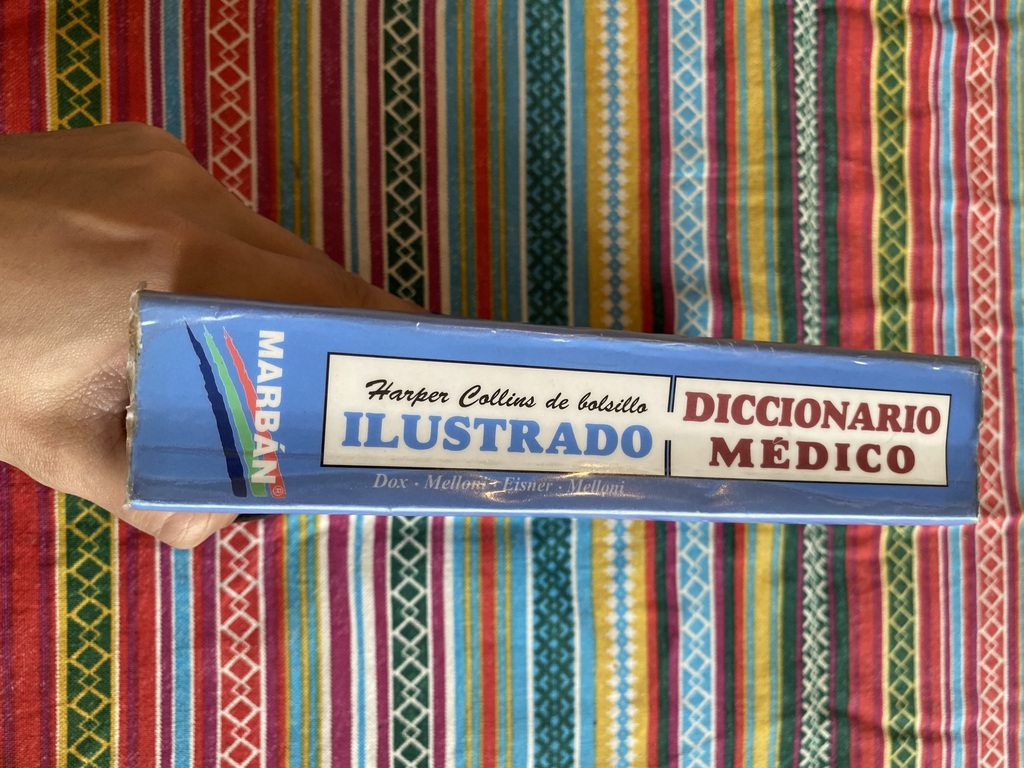 MARBÁN®
Harper Collins de bolsillo
ILUSTRADO
DICCIONARIO
MÉDICO
Dox · Melloni · Eisner · Melloni